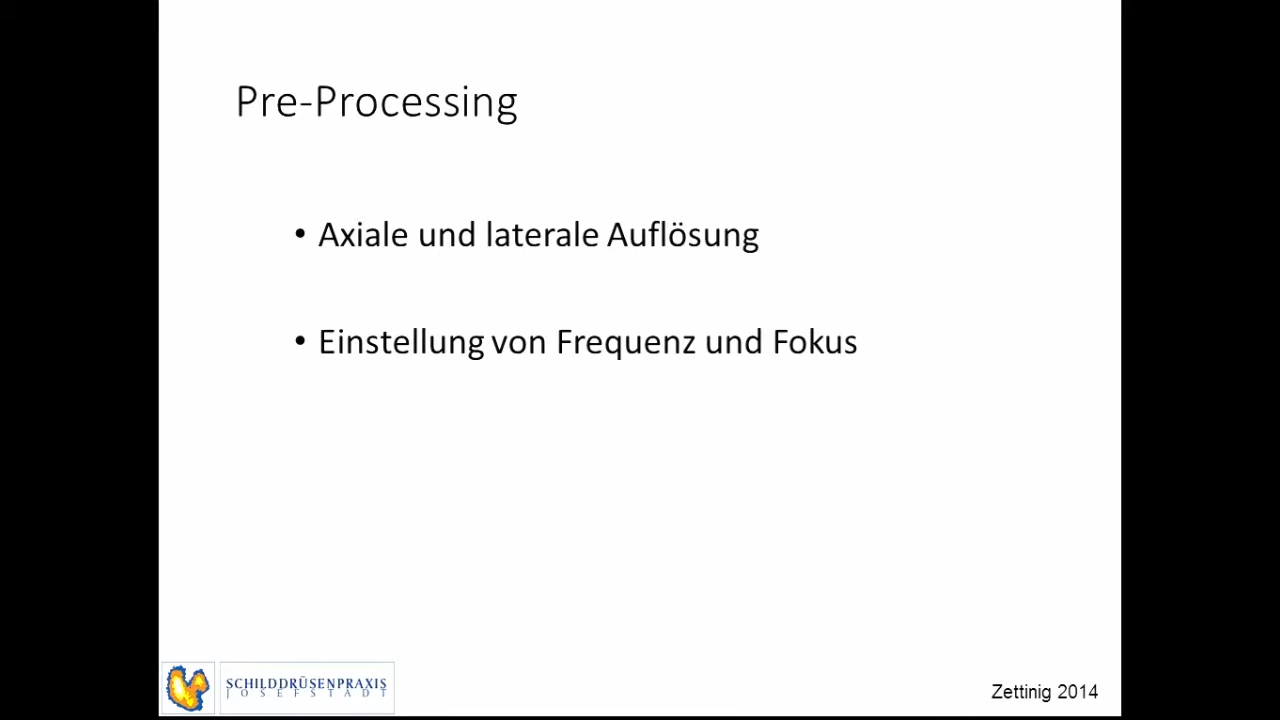 Pre-Processing
• Axiale und laterale Auflösung
• Einstellung von Frequenz und Fokus
SCHILDDRÜSENPRAXIS
JOSEFSTADT
Zettinig 2014